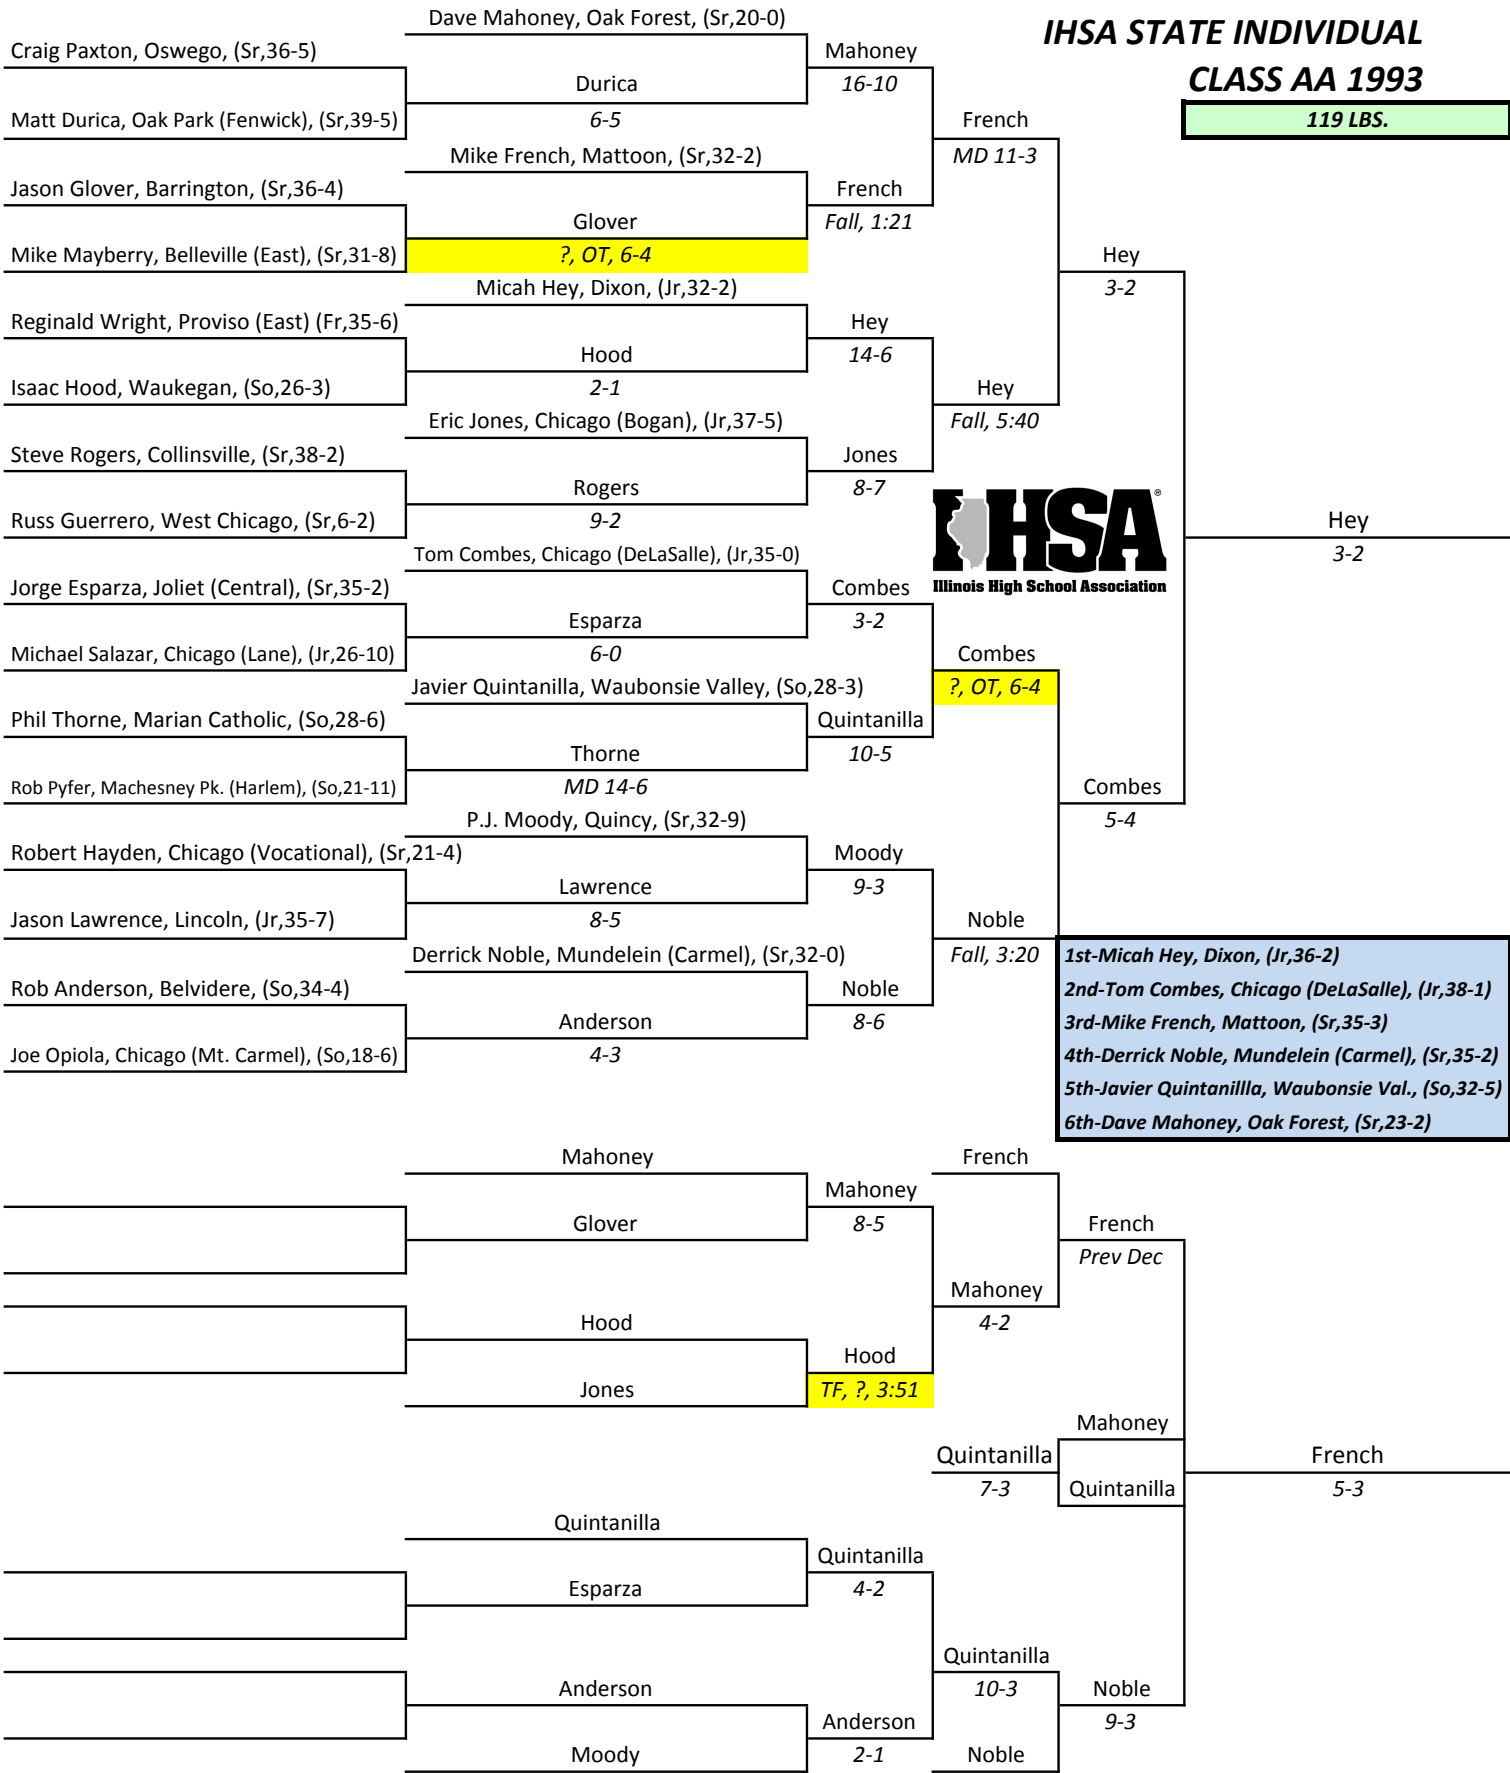 Dave Mahoney, Oak Forest, (Sr,20-0)
IHSA STATE INDIVIDUAL
CLASS AA 1993
119 LBS.
Craig Paxton, Oswego, (Sr,36-5)
Mahoney
Durica
16-10
Matt Durica, Oak Park (Fenwick), (Sr,39-5)
6-5
French
Mike French, Mattoon, (Sr,32-2)
MD 11-3
Jason Glover, Barrington, (Sr,36-4)
French
Glover
Fall, 1:21
Mike Mayberry, Belleville (East), (Sr,31-8)
?, OT, 6-4
Hey
Micah Hey, Dixon, (Jr,32-2)
3-2
Reginald Wright, Proviso (East) (Fr,35-6)
Hey
Hood
14-6
Isaac Hood, Waukegan, (So,26-3)
2-1
Hey
Eric Jones, Chicago (Bogan), (Jr,37-5)
Fall, 5:40
Steve Rogers, Collinsville, (Sr,38-2)
Jones
Rogers
8-7
Russ Guerrero, West Chicago, (Sr,6-2)
9-2
IHSA®
Illinois High School Association
Hey
3-2
Tom Combes, Chicago (DeLaSalle), (Jr,35-0)
Jorge Esparza, Joliet (Central), (Sr,35-2)
Combes
Esparza
3-2
Michael Salazar, Chicago (Lane), (Jr,26-10)
6-0
Combes
Javier Quintanilla, Waubonsie Valley, (So,28-3)
?, OT, 6-4
Phil Thorne, Marian Catholic, (So,28-6)
Quintanilla
Thorne
10-5
Rob Pyfer, Machesney Pk. (Harlem), (So,21-11)
MD 14-6
Combes
P.J. Moody, Quincy, (Sr,32-9)
5-4
Robert Hayden, Chicago (Vocational), (Sr,21-4)
Moody
Lawrence
9-3
Jason Lawrence, Lincoln, (Jr,35-7)
8-5
Noble
Derrick Noble, Mundelein (Carmel), (Sr,32-0)
Fall, 3:20
Rob Anderson, Belvidere, (So,34-4)
Noble
Anderson
8-6
Joe Opiola, Chicago (Mt. Carmel), (So,18-6)
4-3
1st-Micah Hey, Dixon, (Jr,36-2)
2nd-Tom Combes, Chicago (DeLaSalle), (Jr,38-1)
3rd-Mike French, Mattoon, (Sr,35-3)
4th-Derrick Noble, Mundelein (Carmel), (Sr,35-2)
5th-Javier Quintanillla, Waubonsie Val., (So,32-5)
6th-Dave Mahoney, Oak Forest, (Sr,23-2)
Mahoney
French
Mahoney
Glover
8-5
French
Prev Dec
Mahoney
Hood
4-2
Hood
Jones
TF, ?, 3:51
Mahoney
Quintanilla
French
7-3
Quintanilla
5-3
Quintanilla
Quintanilla
Esparza
4-2
Quintanilla
Anderson
10-3
Noble
Anderson
9-3
Moody
2-1
Noble